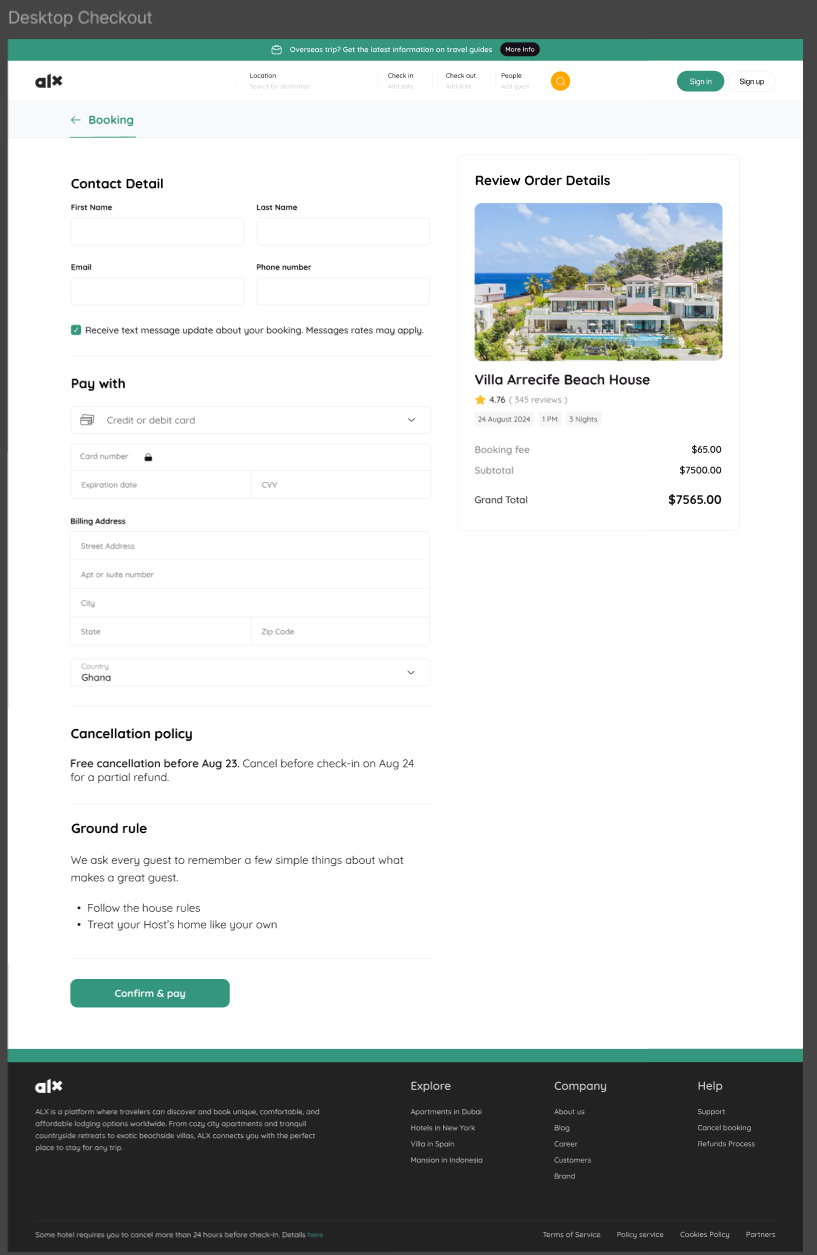 Desktop Checkout
Overseas trip? Get the latest information on travel guides More Info
alx
Location
Search for destination
Check in
Add date
Check out
Add date
People
Add guest
Sign in
Sign up
Booking
Contact Detail
First Name
Last Name
Email
Phone number
Receive text message update about your booking. Messages rates may apply.
Pay with
Credit or debit card
Card number
Expiration date
CVV
Billing Address
Street Address
Apt or suite number
City
State
Zip Code
Country
Ghana
Cancellation policy
Free cancellation before Aug 23. Cancel before check-in on Aug 24
for a partial refund.
Ground rule
We ask every guest to remember a few simple things about what
makes a great guest.
• Follow the house rules
• Treat your Host's home like your own
Confirm & pay
Review Order Details
Villa Arrecife Beach House
4.76 ( 345 reviews )
24 August 2024
1 PM
3 Nights
Booking fee $65.00
Subtotal $7500.00
Grand Total $7565.00
alx
ALX is a platform where travelers can discover and book unique, comfortable, and
affordable lodging options worldwide. From cozy city apartments and tranquil
countryside retreats to exotic beachside villas, ALX connects you with the perfect
place to stay for any trip.
Explore
Apartments in Dubai
Hotels in New York
Villa in Spain
Mansion in Indonesia
Company
About us
Blog
Career
Customers
Brand
Help
Support
Cancel booking
Refunds Process
Some hotel requires you to cancel more than 24 hours before check-in. Details here
Terms of Service
Policy service
Cookies Policy
Partners